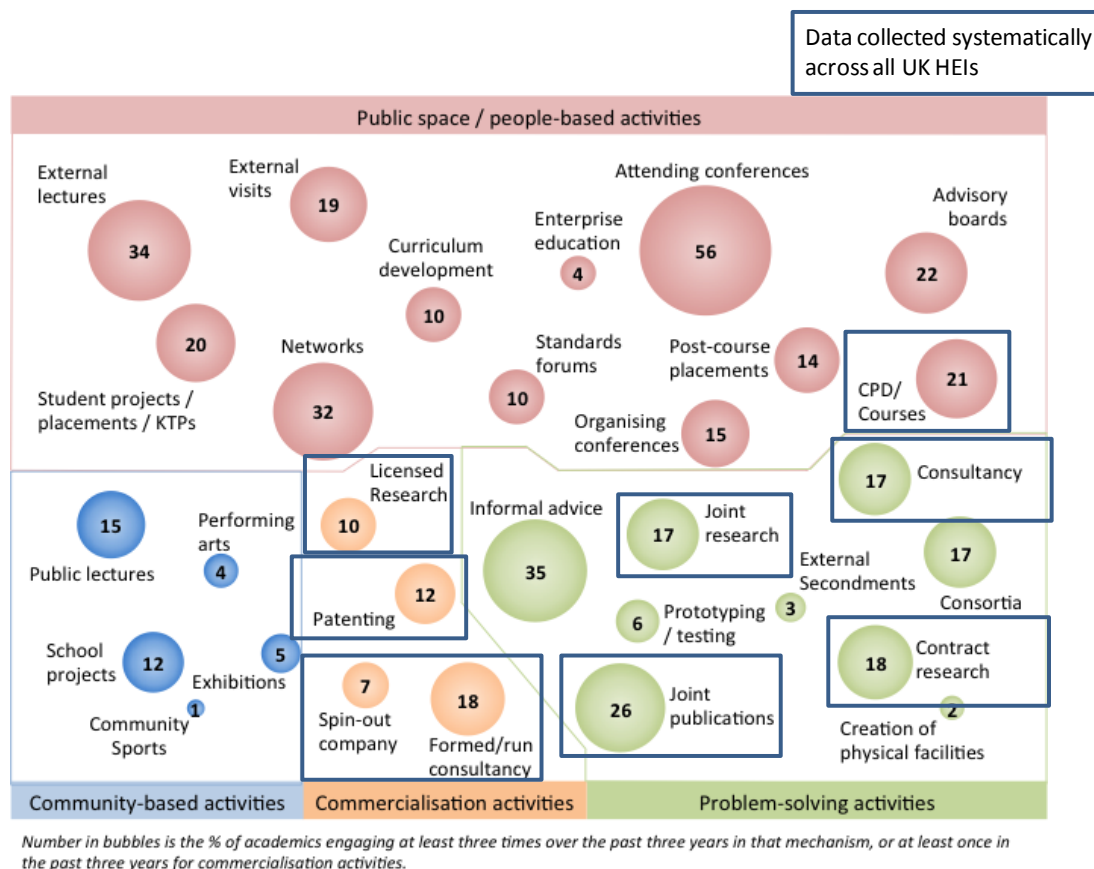 Data collected systematically
across all UK HEIs
Public space / people-based activities
External
lectures
34
External
visits
19
Attending conferences
56
Enterprise
education
4
Advisory
boards
22
Curriculum
development
10
20
Student projects /
placements / KTPs
Networks
32
Standards
forums
10
Post-course
placements
14
Organising
conferences
15
21
CPD/
Courses
15
Public lectures
Performing
arts
4
School
projects
12
5
Exhibitions
1
Community
Sports
Licensed
Research
10
12
Patenting
7
Spin-out
company
18
Formed/run
consultancy
Informal advice
35
17
Joint
research
17
Consultancy
17
Consortia
External
Secondments
3
6
Prototyping
/ testing
26
Joint
publications
18
Contract
research
2
Creation of
physical facilities
Community-based activities
Commercialisation activities
Problem-solving activities
Number in bubbles is the % of academics engaging at least three times over the past three years in that mechanism, or at least once in
the past three years for commercialisation activities.